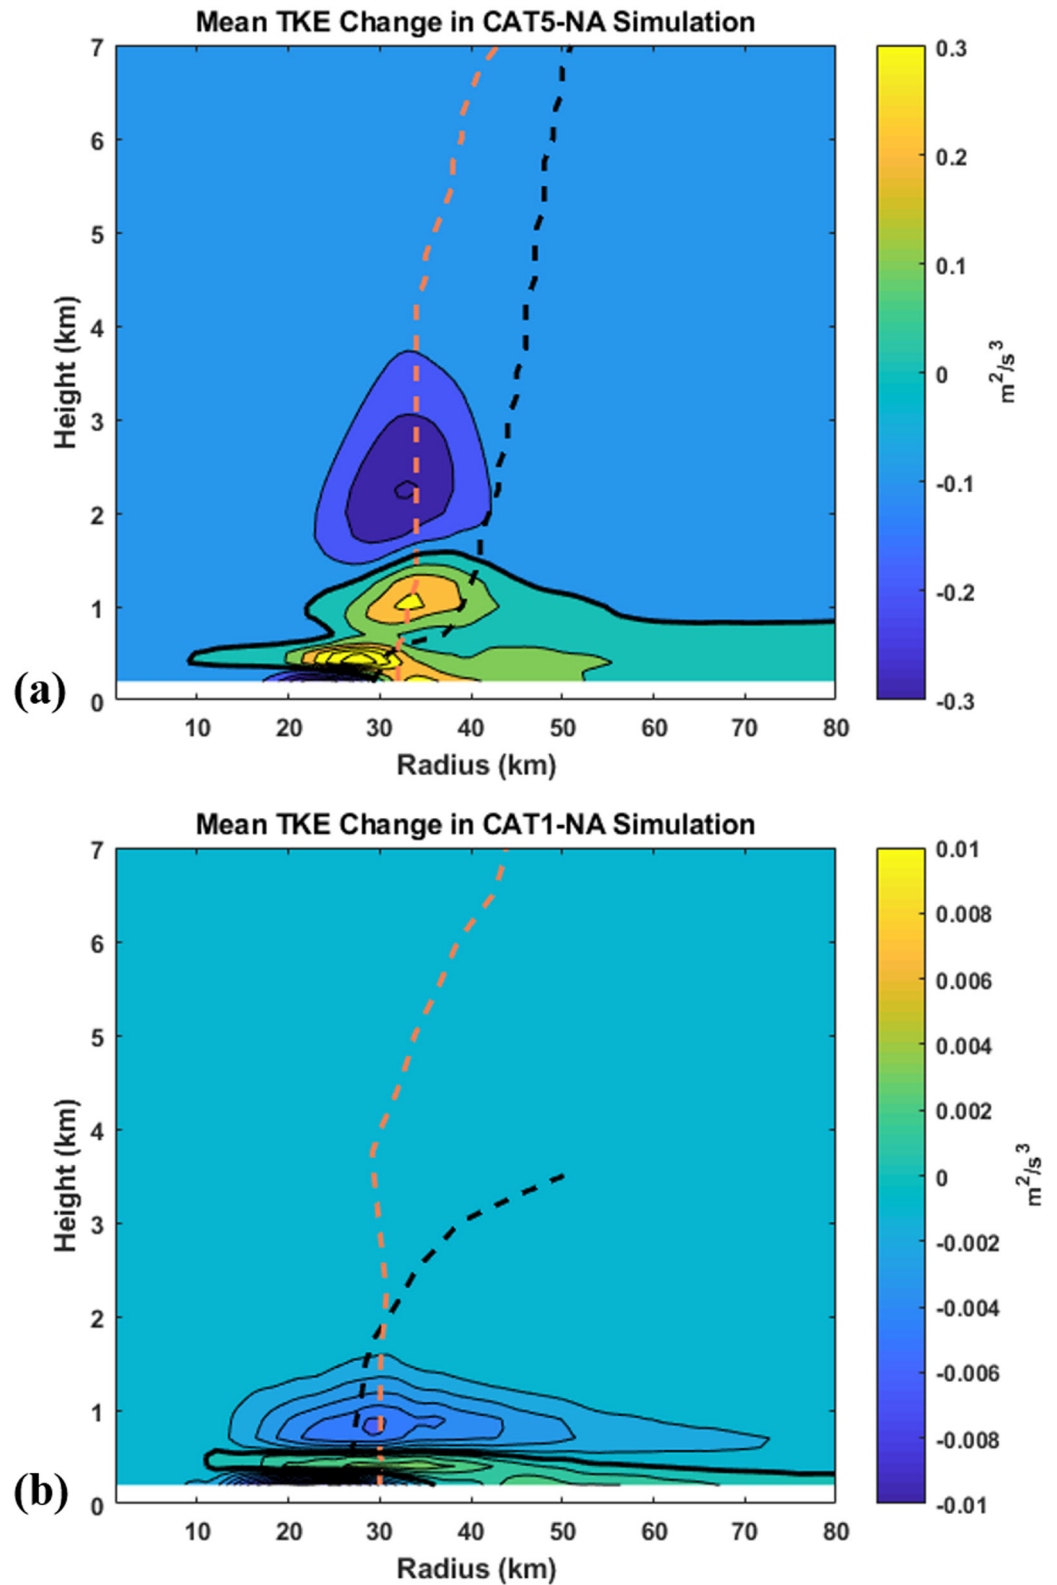 Mean TKE Change in CAT5-NA Simulation
7
6
5
4
3
2
1
0
Height (km)
10 20 30 40 50 60 70 80
Radius (km)
0.3
0.2
0.1
0
-0.1
-0.2
-0.3
m²/s³
(a)
Mean TKE Change in CAT1-NA Simulation
7
6
5
4
3
2
1
0
Height (km)
10 20 30 40 50 60 70 80
Radius (km)
0.01
0.008
0.006
0.004
0.002
0
-0.002
-0.004
-0.006
-0.008
-0.01
m²/s³
(b)